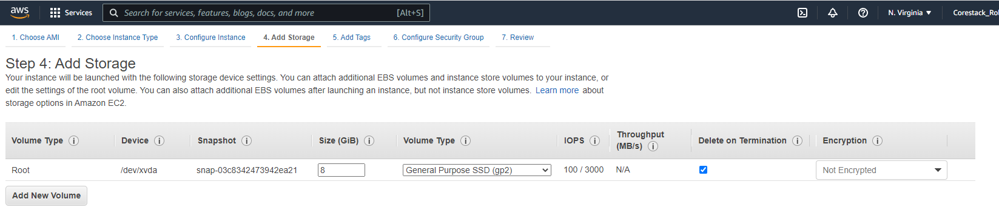 aws Services Search for services, features, blogs, docs, and more [Alt+S] N. Virginia Corestack_Rol
1. Choose AMI 2. Choose Instance Type 3. Configure Instance 4. Add Storage 5. Add Tags 6. Configure Security Group 7. Review
Step 4: Add Storage
Your instance will be launched with the following storage device settings. You can attach additional EBS volumes and instance store volumes to your instance, or
edit the settings of the root volume. You can also attach additional EBS volumes after launching an instance, but not instance store volumes. Learn more about
storage options in Amazon EC2.
Volume Type Device Snapshot Size (GiB) Volume Type IOPS Throughput (MB/s) Delete on Termination Encryption
Root /dev/xvda snap-03c8342473942ea21 8 General Purpose SSD (gp2) 100 / 3000 N/A Not Encrypted
Add New Volume